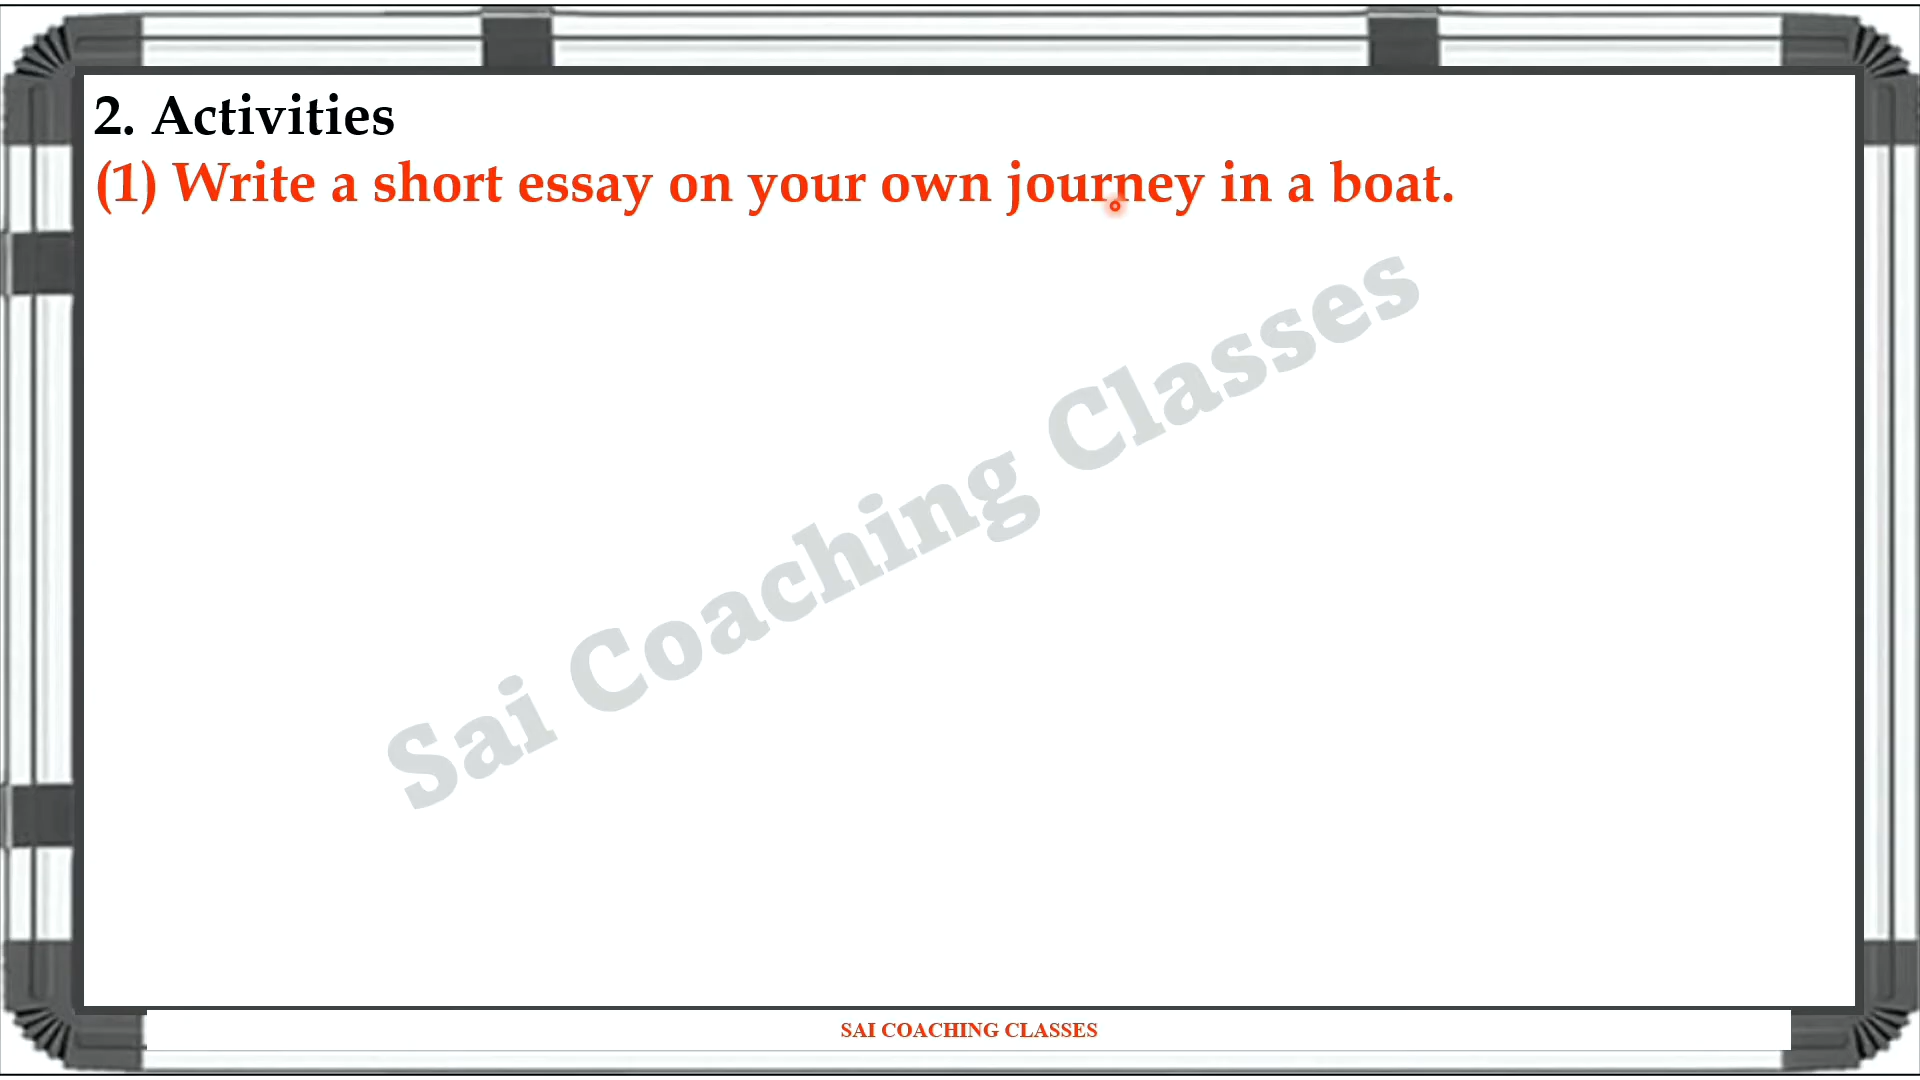 2. Activities
(1) Write a short essay on your own journey in a boat.
Sai Coaching Classes
SAI COACHING CLASSES